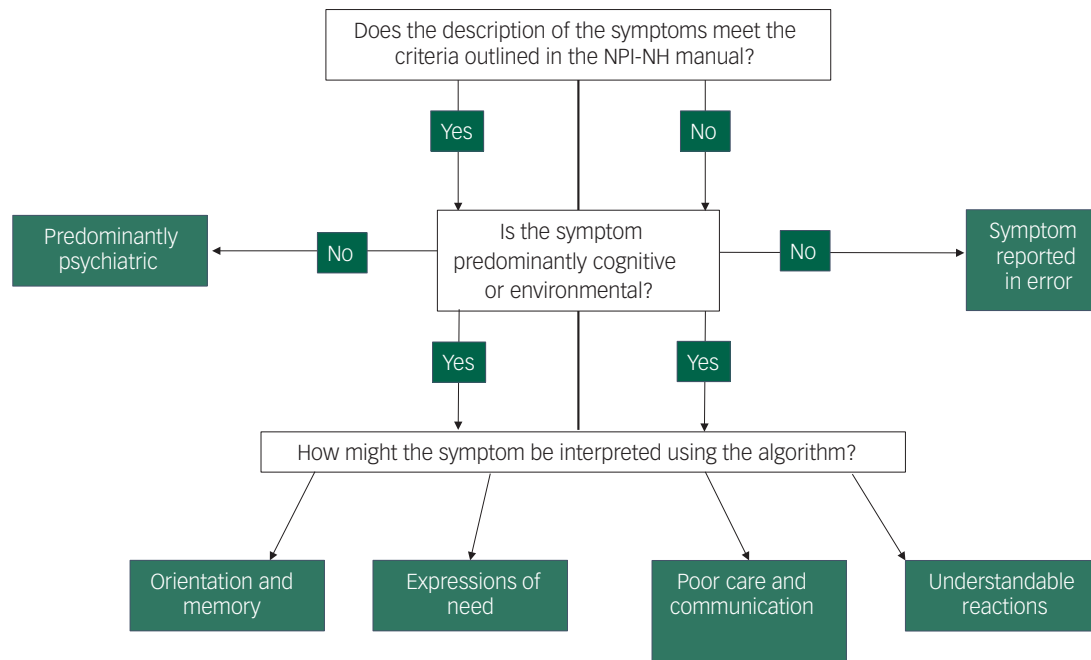 Does the description of the symptoms meet the
criteria outlined in the NPI-NH manual?
Yes
No
Predominantly
psychiatric
No
Is the symptom
predominantly cognitive
or environmental?
No
Symptom
reported
in error
Yes
Yes
How might the symptom be interpreted using the algorithm?
Orientation and
memory
Expressions of
need
Poor care and
communication
Understandable
reactions